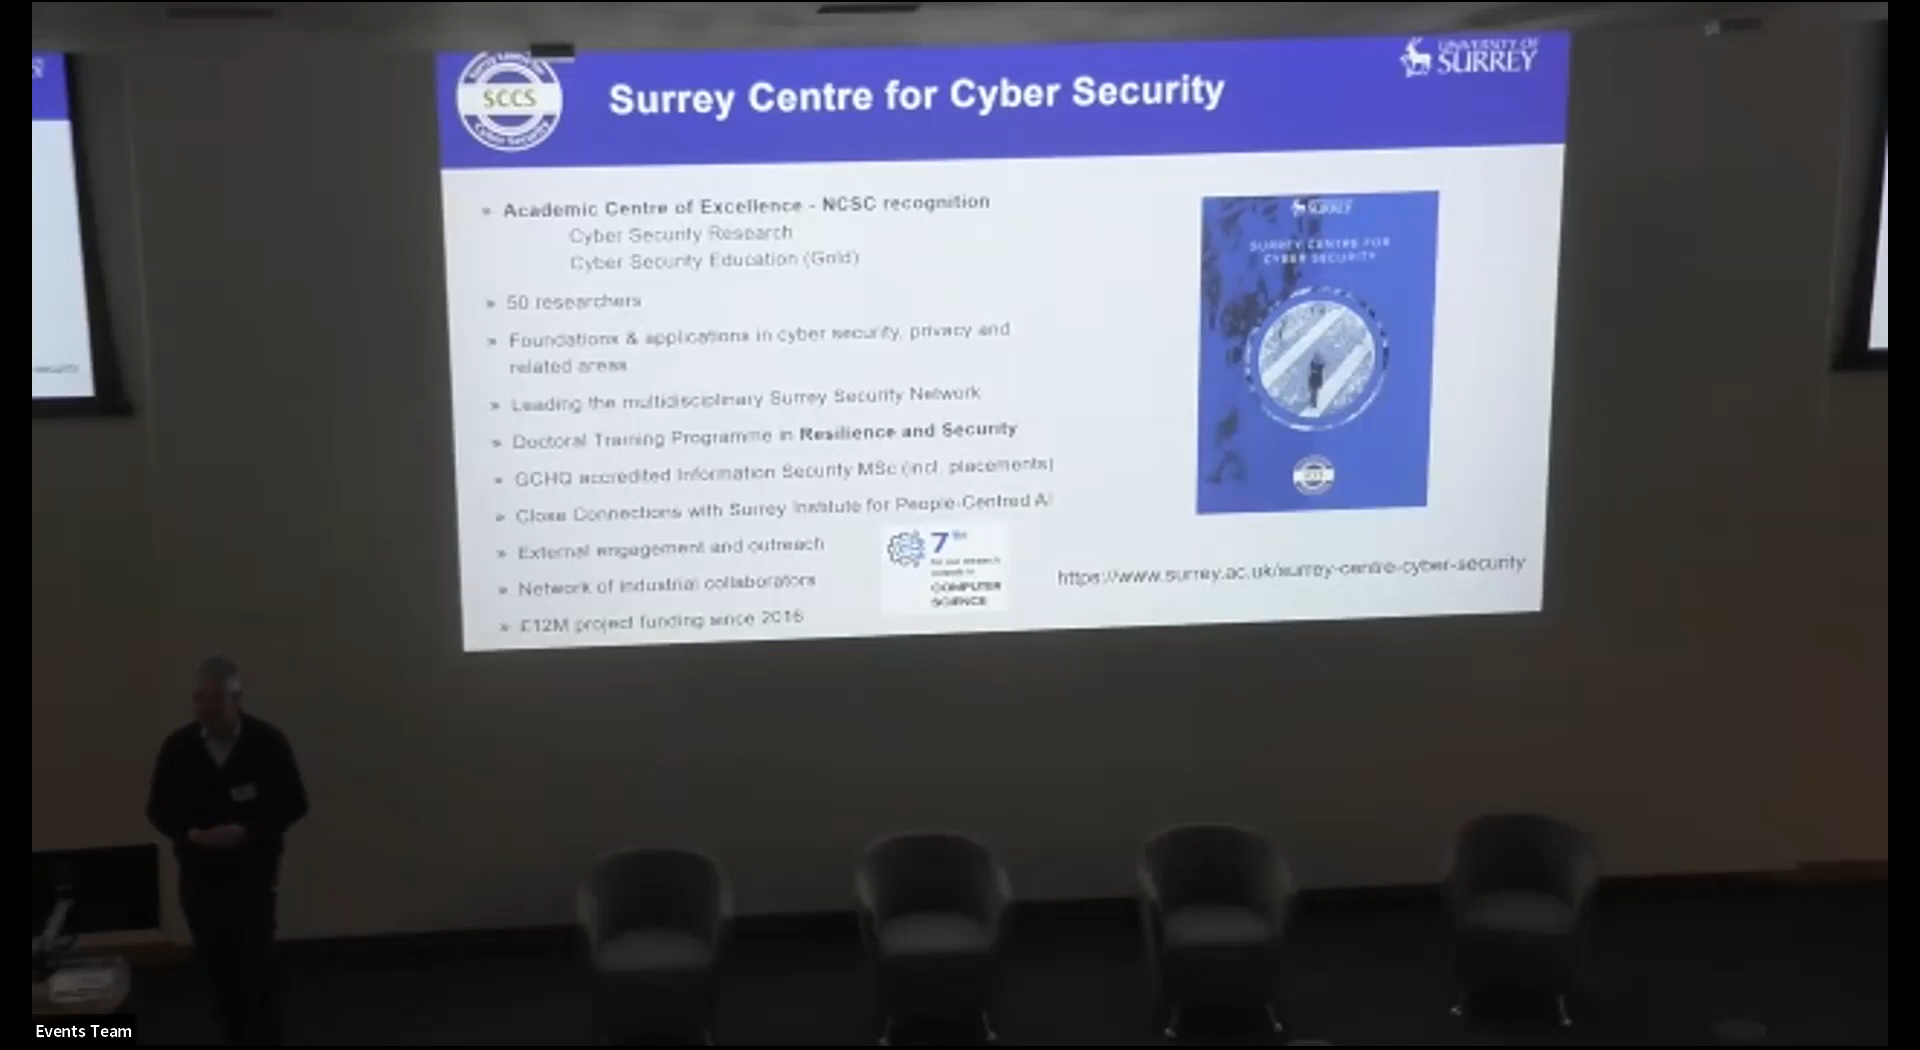 UNIVERSITY OF
SURREY
SCCS
Cyber Security
Surrey Centre for Cyber Security
» Academic Centre of Excellence - NCSC recognition
Cyber Security Research
Cyber Security Education (Gold)
» 50 researchers
» Foundations & applications in cyber security, privacy and
related areas
» Leading the multidisciplinary Surrey Security Network
» Doctoral Training Programme in Resilience and Security
» GCHQ accredited Information Security MSc (incl. placements)
» Close Connections with Surrey Institute for People-Centred AI
» External engagement and outreach
» Network of industrial collaborators
» £12M project funding since 2016
7TH
COMPUTER
SCIENCE
SURREY
SURREY CENTRE FOR
CYBER SECURITY
https://www.surrey.ac.uk/surrey-centre-cyber-security
Events Team